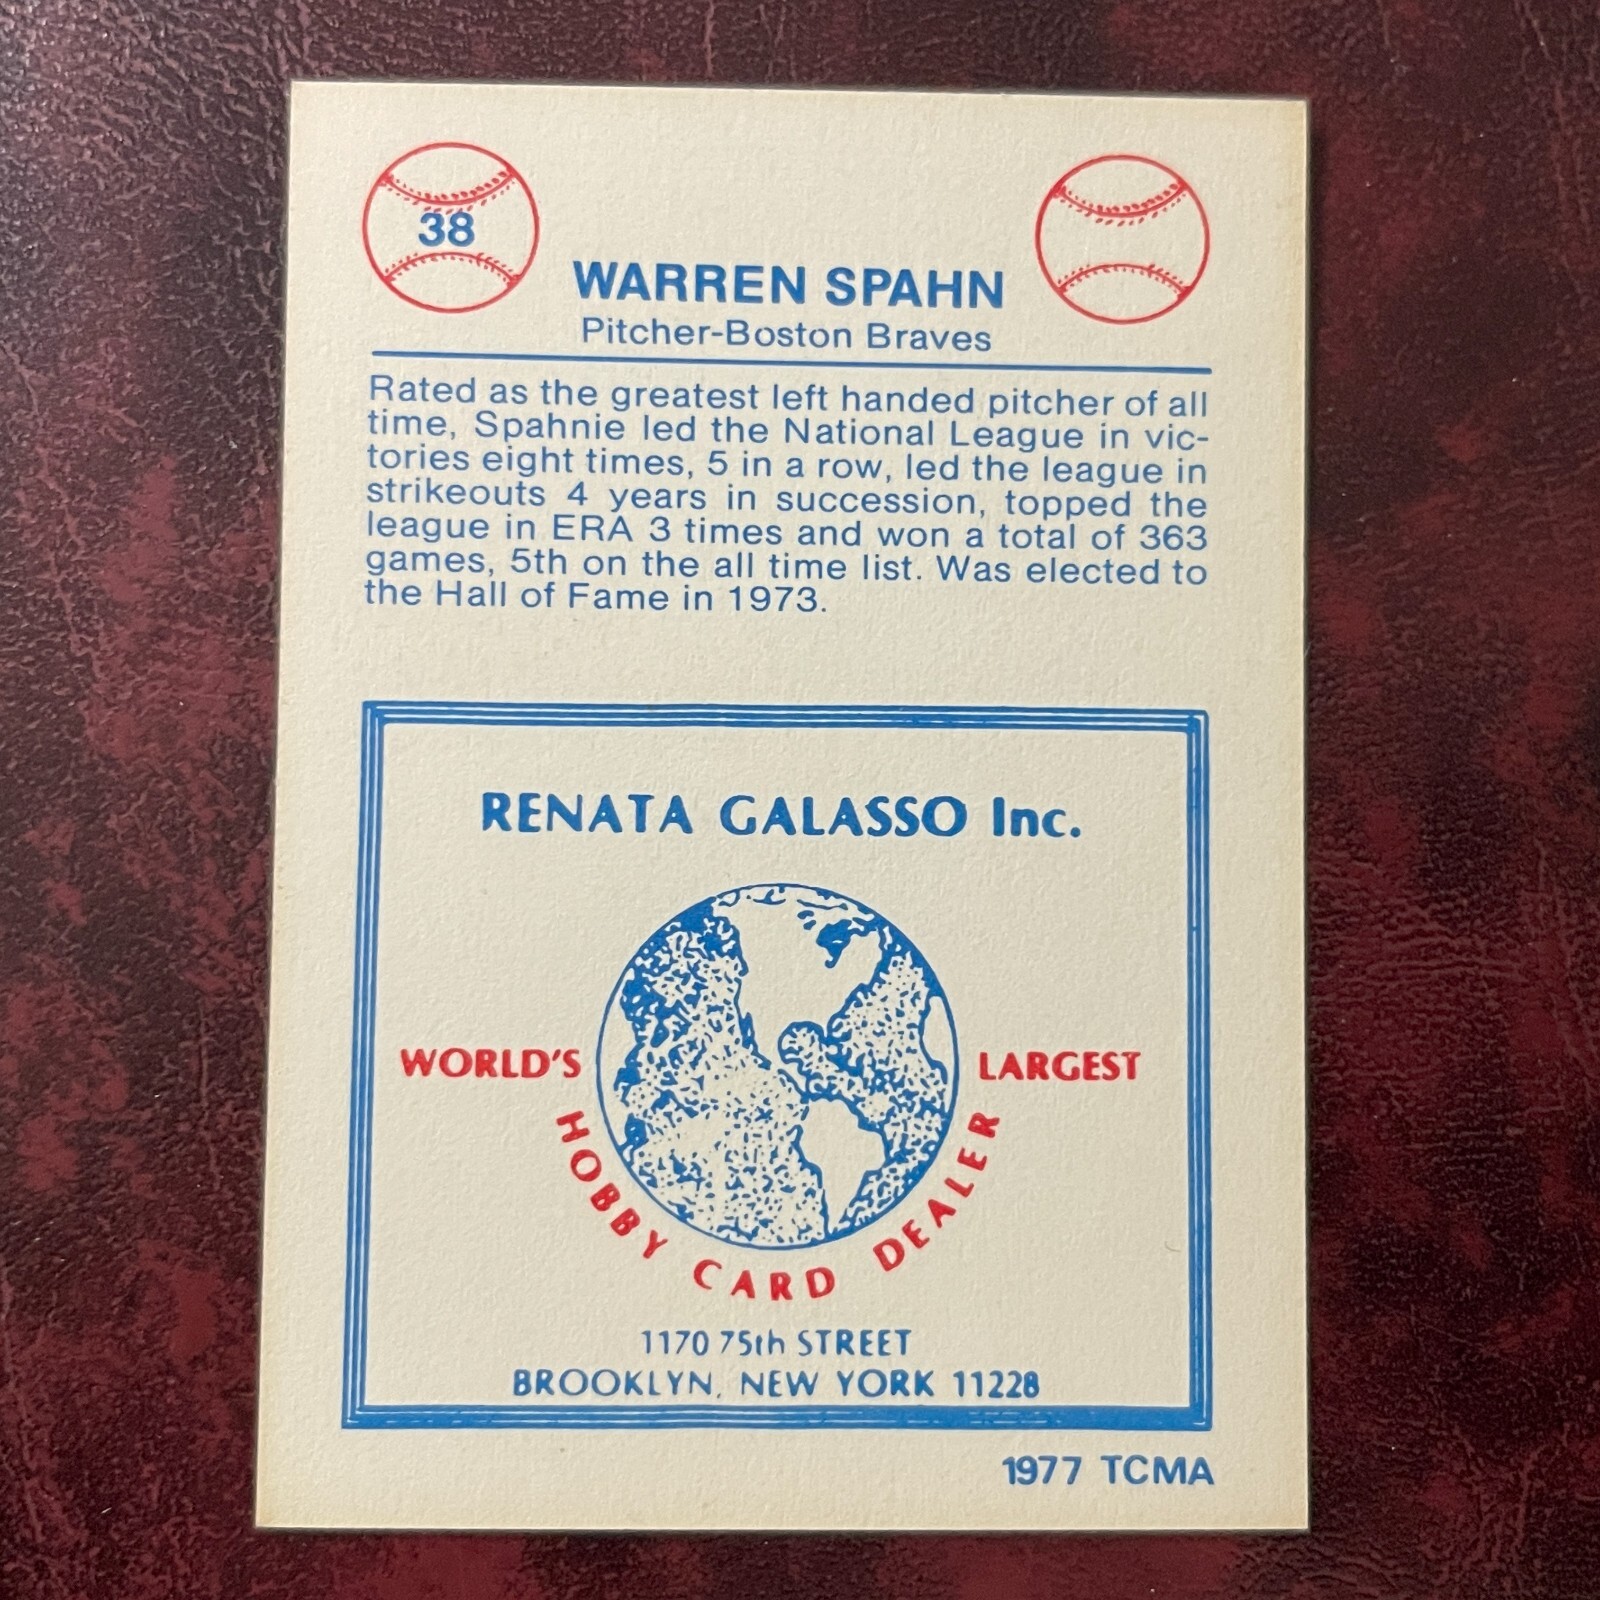 38
WARREN SPAHN
Pitcher-Boston Braves
Rated as the greatest left handed pitcher of all
time, Spahnie led the National League in vic-
tories eight times, 5 in a row, led the league in
strikeouts 4 years in succession, topped the
league in ERA 3 times and won a total of 363
games, 5th on the all time list. Was elected to
the Hall of Fame in 1973.
RENATA GALASSO Inc.
WORLD'S LARGEST
HOBBY CARD DEALER
1170 75th STREET
BROOKLYN, NEW YORK 11228
1977 TCMA